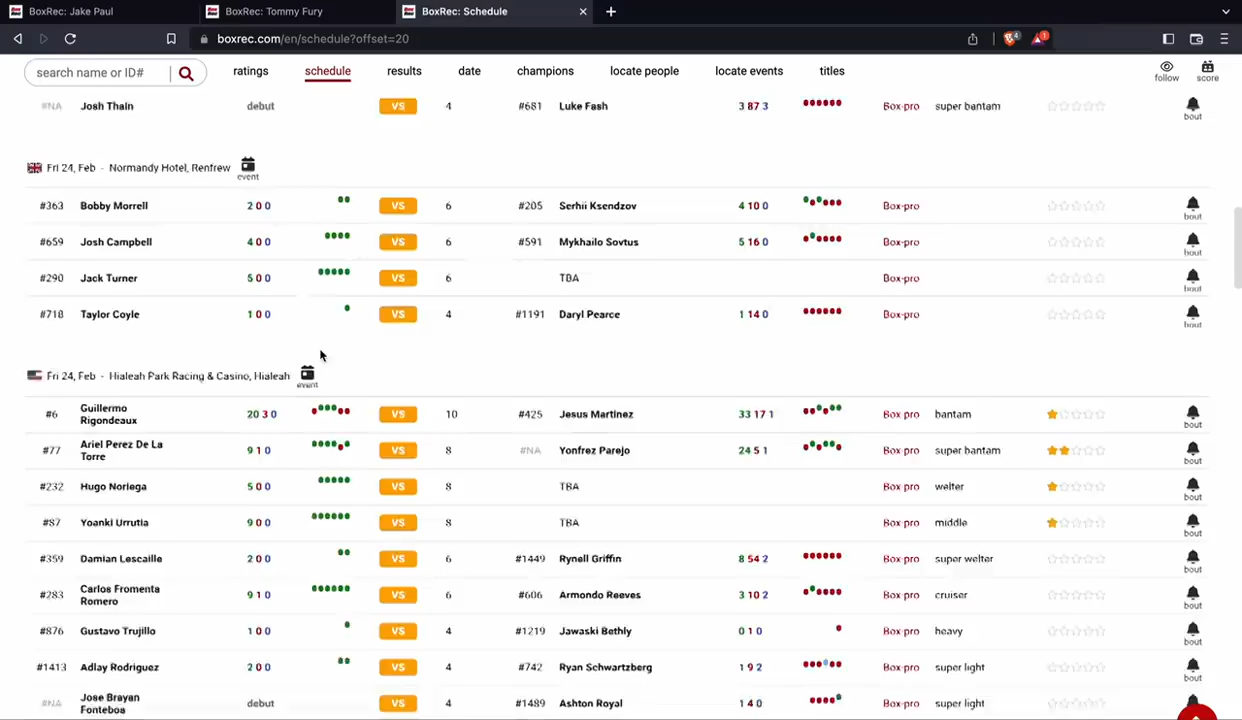 BoxRec: Jake Paul BoxRec: Tommy Fury BoxRec: Schedule
boxrec.com/en/schedule?offset=20 4 1
search name or ID# ratings schedule results date champions locate people locate events titles follow score
#NA Josh Thain debut VS 4 #681 Luke Fash 3 87 3 Box-pro super bantam bout
Fri 24, Feb - Normandy Hotel, Renfrew event
#363 Bobby Morrell 2 0 0 VS 6 #205 Serhii Ksendzov 4 10 0 Box-pro bout
#659 Josh Campbell 4 0 0 VS 6 #591 Mykhailo Sovtus 5 16 0 Box-pro bout
#290 Jack Turner 5 0 0 VS 6 TBA Box-pro bout
#718 Taylor Coyle 1 0 0 VS 4 #1191 Daryl Pearce 1 14 0 Box-pro bout
Fri 24, Feb - Hialeah Park Racing & Casino, Hialeah event
#6 Guillermo Rigondeaux 20 3 0 VS 10 #425 Jesus Martinez 33 17 1 Box-pro bantam bout
#77 Ariel Perez De La Torre 9 1 0 VS 8 #NA Yonfrez Parejo 24 5 1 Box-pro super bantam bout
#232 Hugo Noriega 5 0 0 VS 8 TBA Box-pro welter bout
#87 Yoanki Urrutia 9 0 0 VS 8 TBA Box-pro middle bout
#359 Damian Lescaille 2 0 0 VS 6 #1449 Rynell Griffin 8 54 2 Box-pro super welter bout
#283 Carlos Fromenta Romero 9 1 0 VS 6 #606 Armondo Reeves 3 10 2 Box-pro cruiser bout
#876 Gustavo Trujillo 1 0 0 VS 4 #1219 Jawaski Bethly 0 1 0 Box-pro heavy bout
#1413 Adlay Rodriguez 2 0 0 VS 4 #742 Ryan Schwartzberg 1 9 2 Box-pro super light bout
#NA Jose Brayan Fonteboa debut VS 4 #1489 Ashton Royal 1 4 0 Box-pro super light